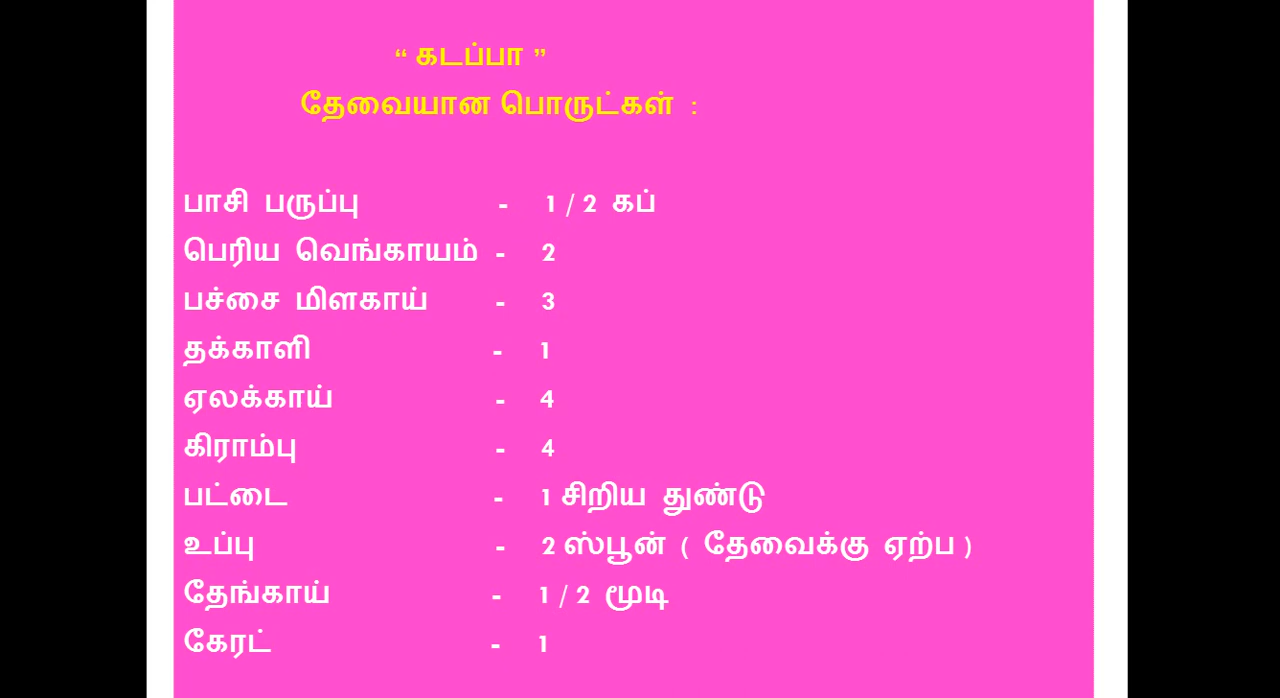 “ கடப்பா ”
தேவையான பொருட்கள் :
பாசி பருப்பு - 1 / 2 கப்
பெரிய வெங்காயம் - 2
பச்சை மிளகாய் - 3
தக்காளி - 1
ஏலக்காய் - 4
கிராம்பு - 4
பட்டை - 1 சிறிய துண்டு
உப்பு - 2 ஸ்பூன் ( தேவைக்கு ஏற்ப )
தேங்காய் - 1 / 2 மூடி
கேரட் - 1